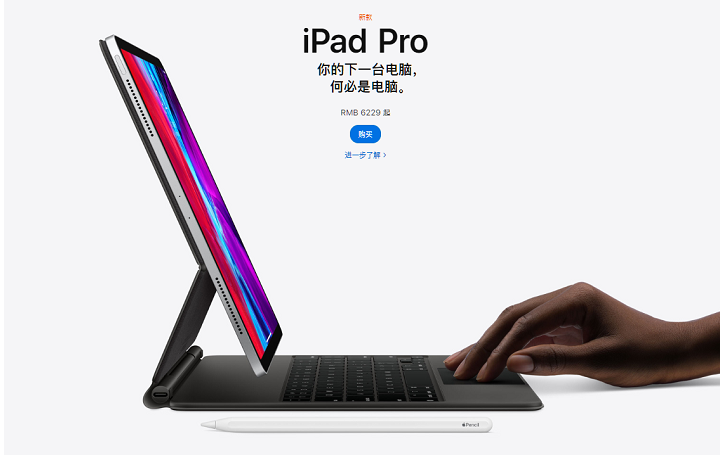 新款
iPad Pro
你的下一台电脑，
何必是电脑。
RMB 6229 起
购买
进一步了解 >
Pencil